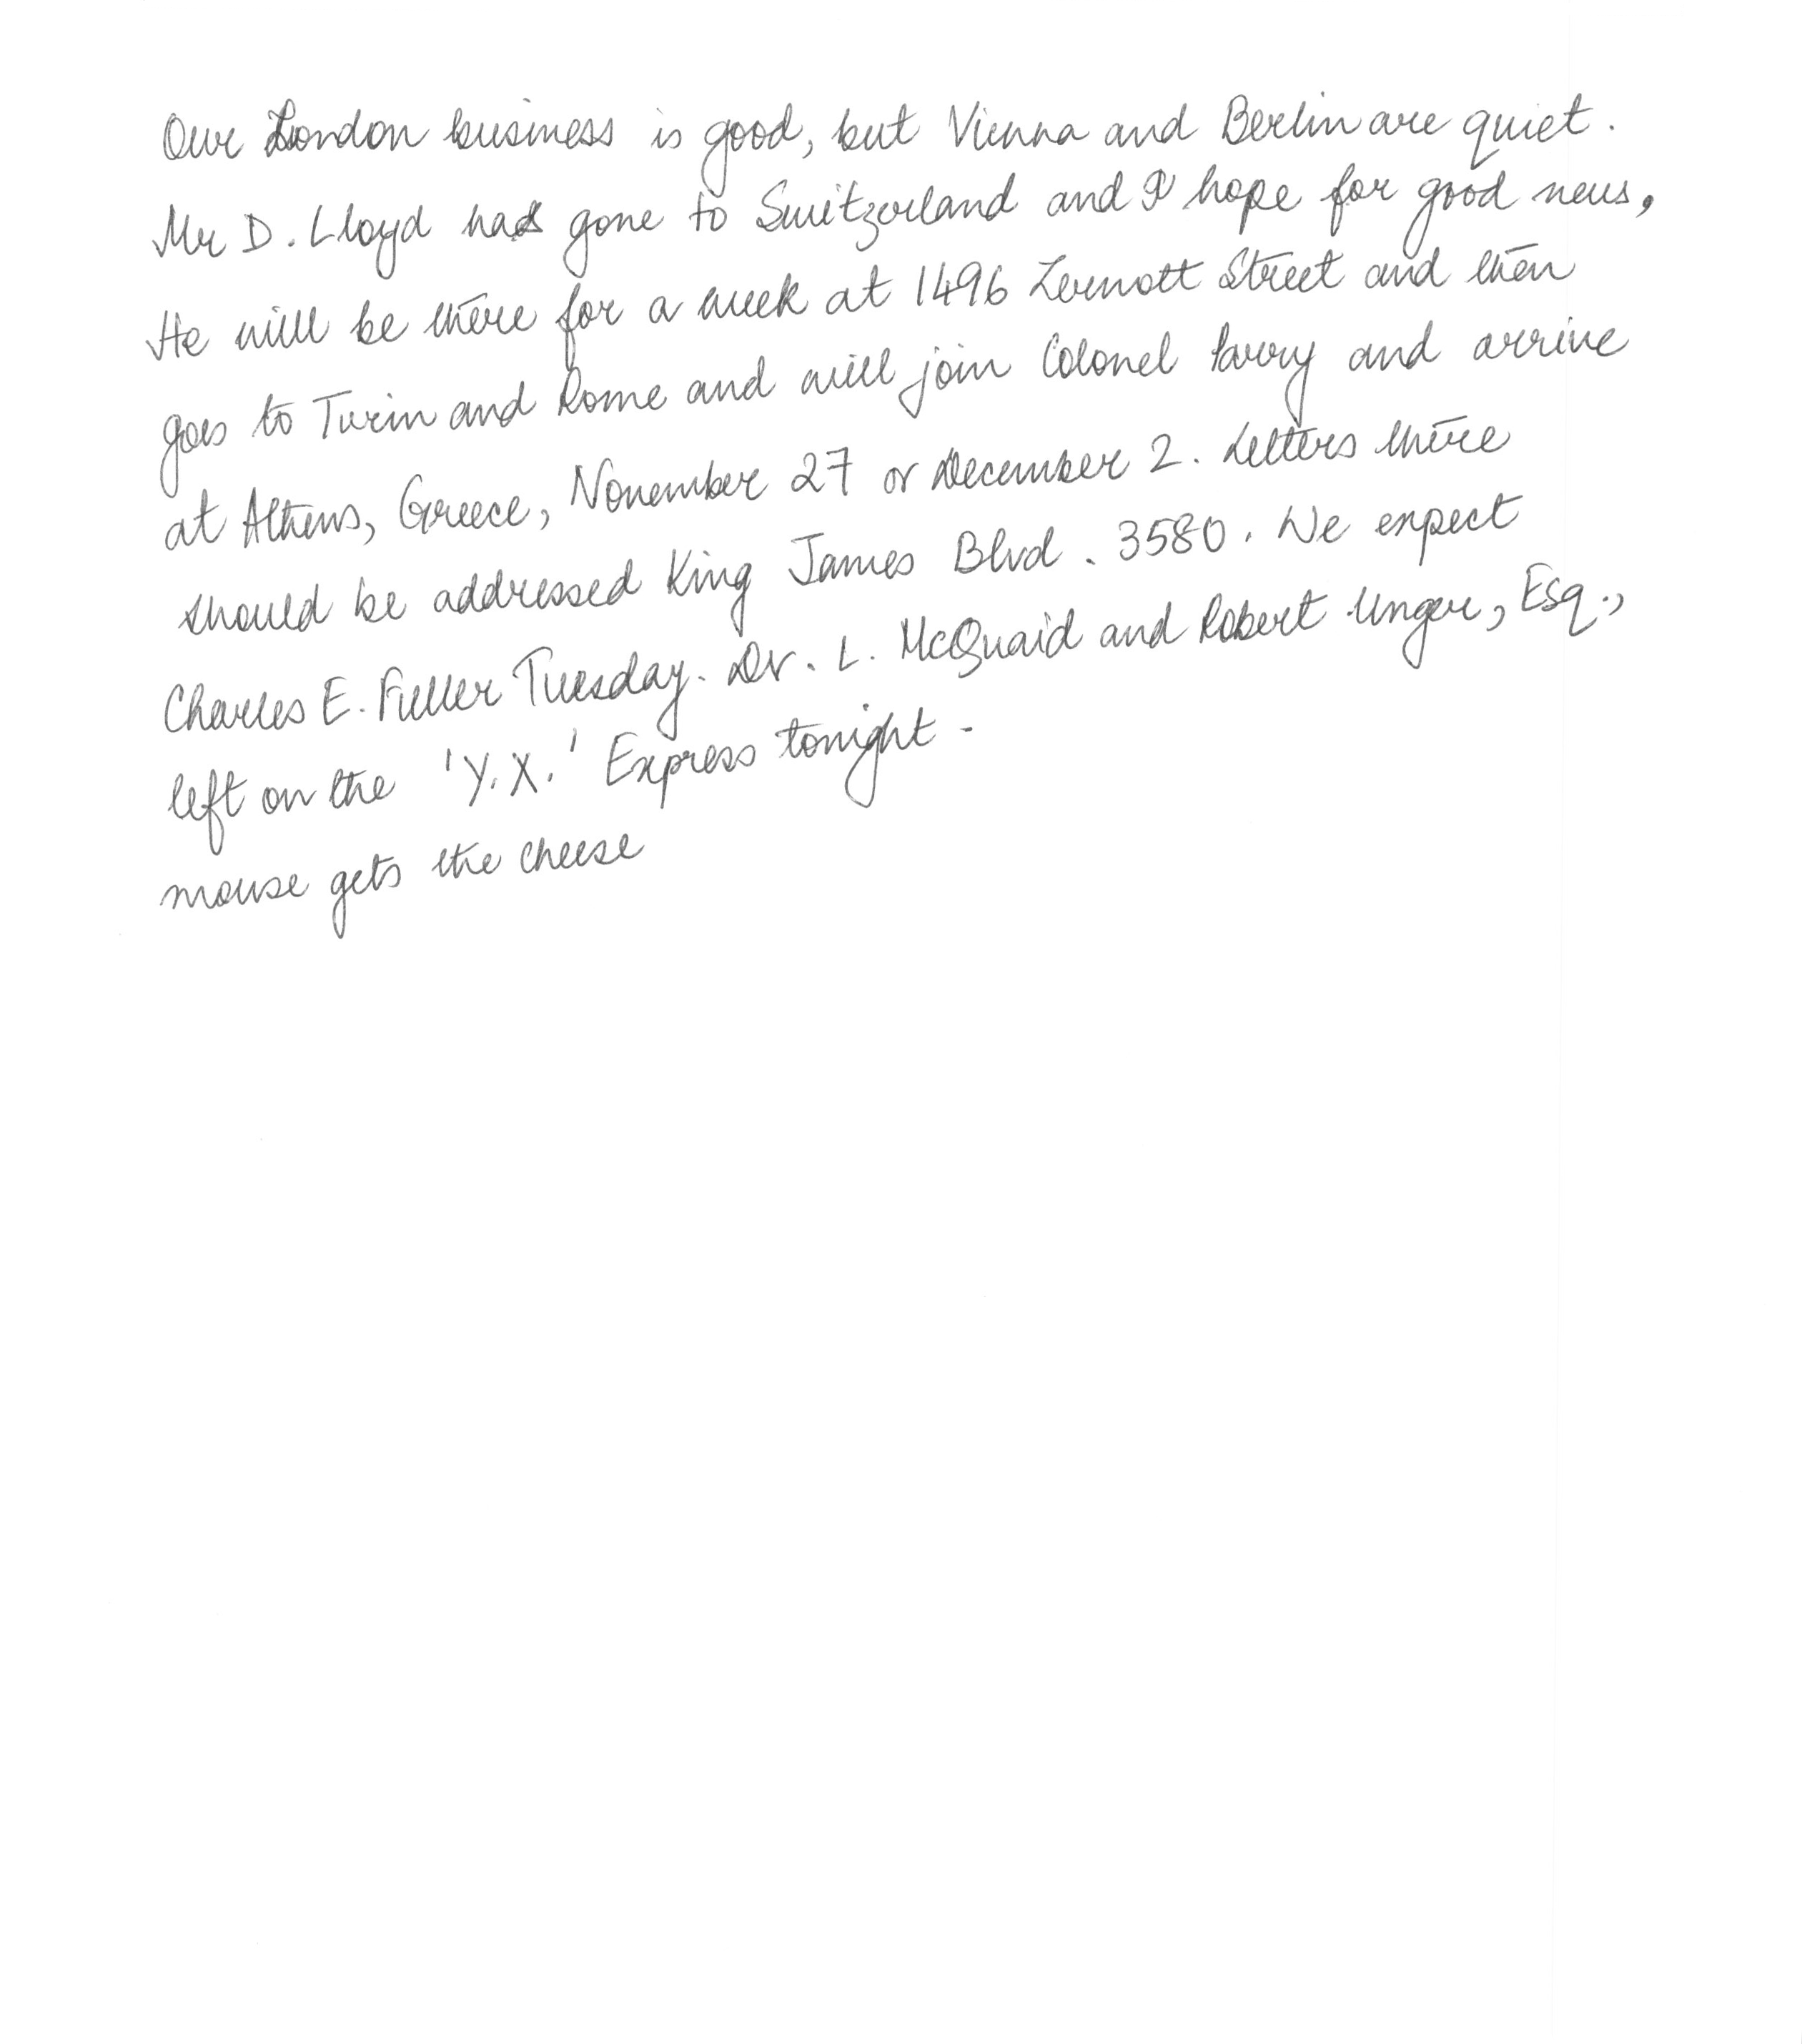 Our London business is good, but Vienna and Berlin are quiet.
Mr D. Lloyd has gone to Switzerland and I hope for good news,
He will be there for a week at 1496 Zermott Street and then
goes to Turin and Rome and will join Colonel Parry and arrive
at Athens, Greece, November 27 or December 2. Letters there
should be addressed King James Blvd. 3580. We expect
Charles E. Fuller Tuesday. Dr. L. McQuaid and Robert Unger, Esq.,
left on the 'Y.X.' Express tonight -
mouse gets the cheese